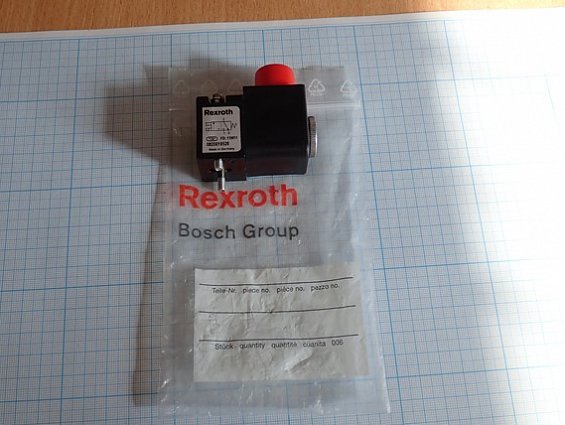 Rexroth
Made in Germany
Rexroth
Bosch Group
Teile-Nr. piece no. pièce no. pezzo no.
Stück quantity quantité cuanita 006